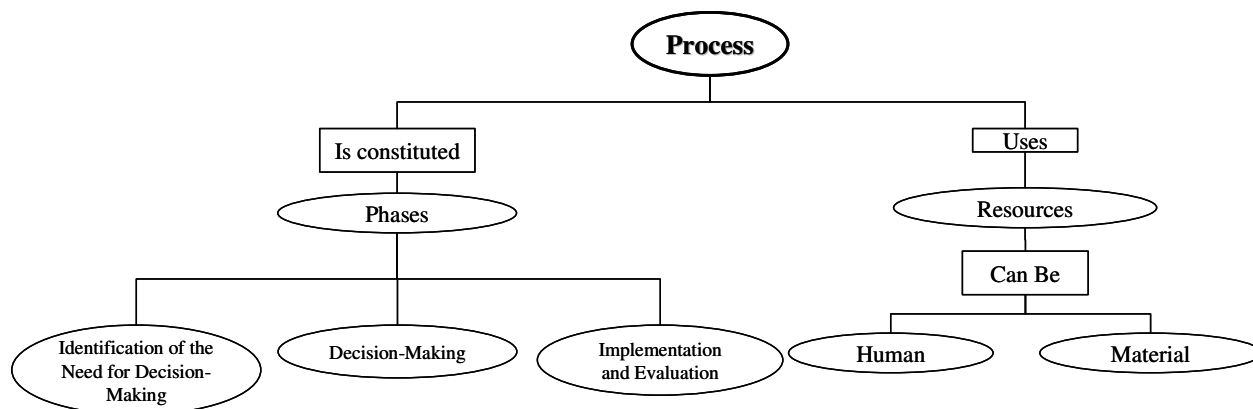 Process
Is constituted
Uses
Phases
Resources
Can Be
Identification of the
Need for Decision-
Making
Decision-Making
Implementation
and Evaluation
Human
Material